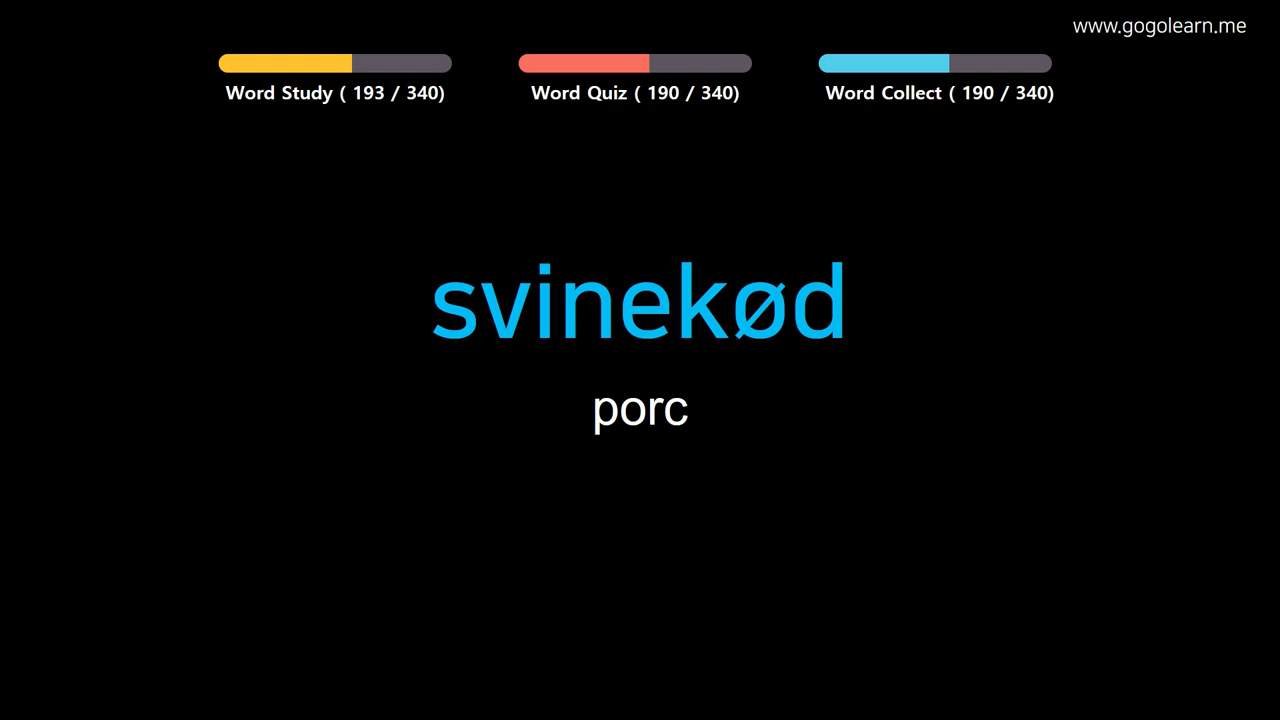 www.gogolearn.me
Word Study ( 193 / 340)
Word Quiz ( 190 / 340)
Word Collect ( 190 / 340)
svinekød
porc